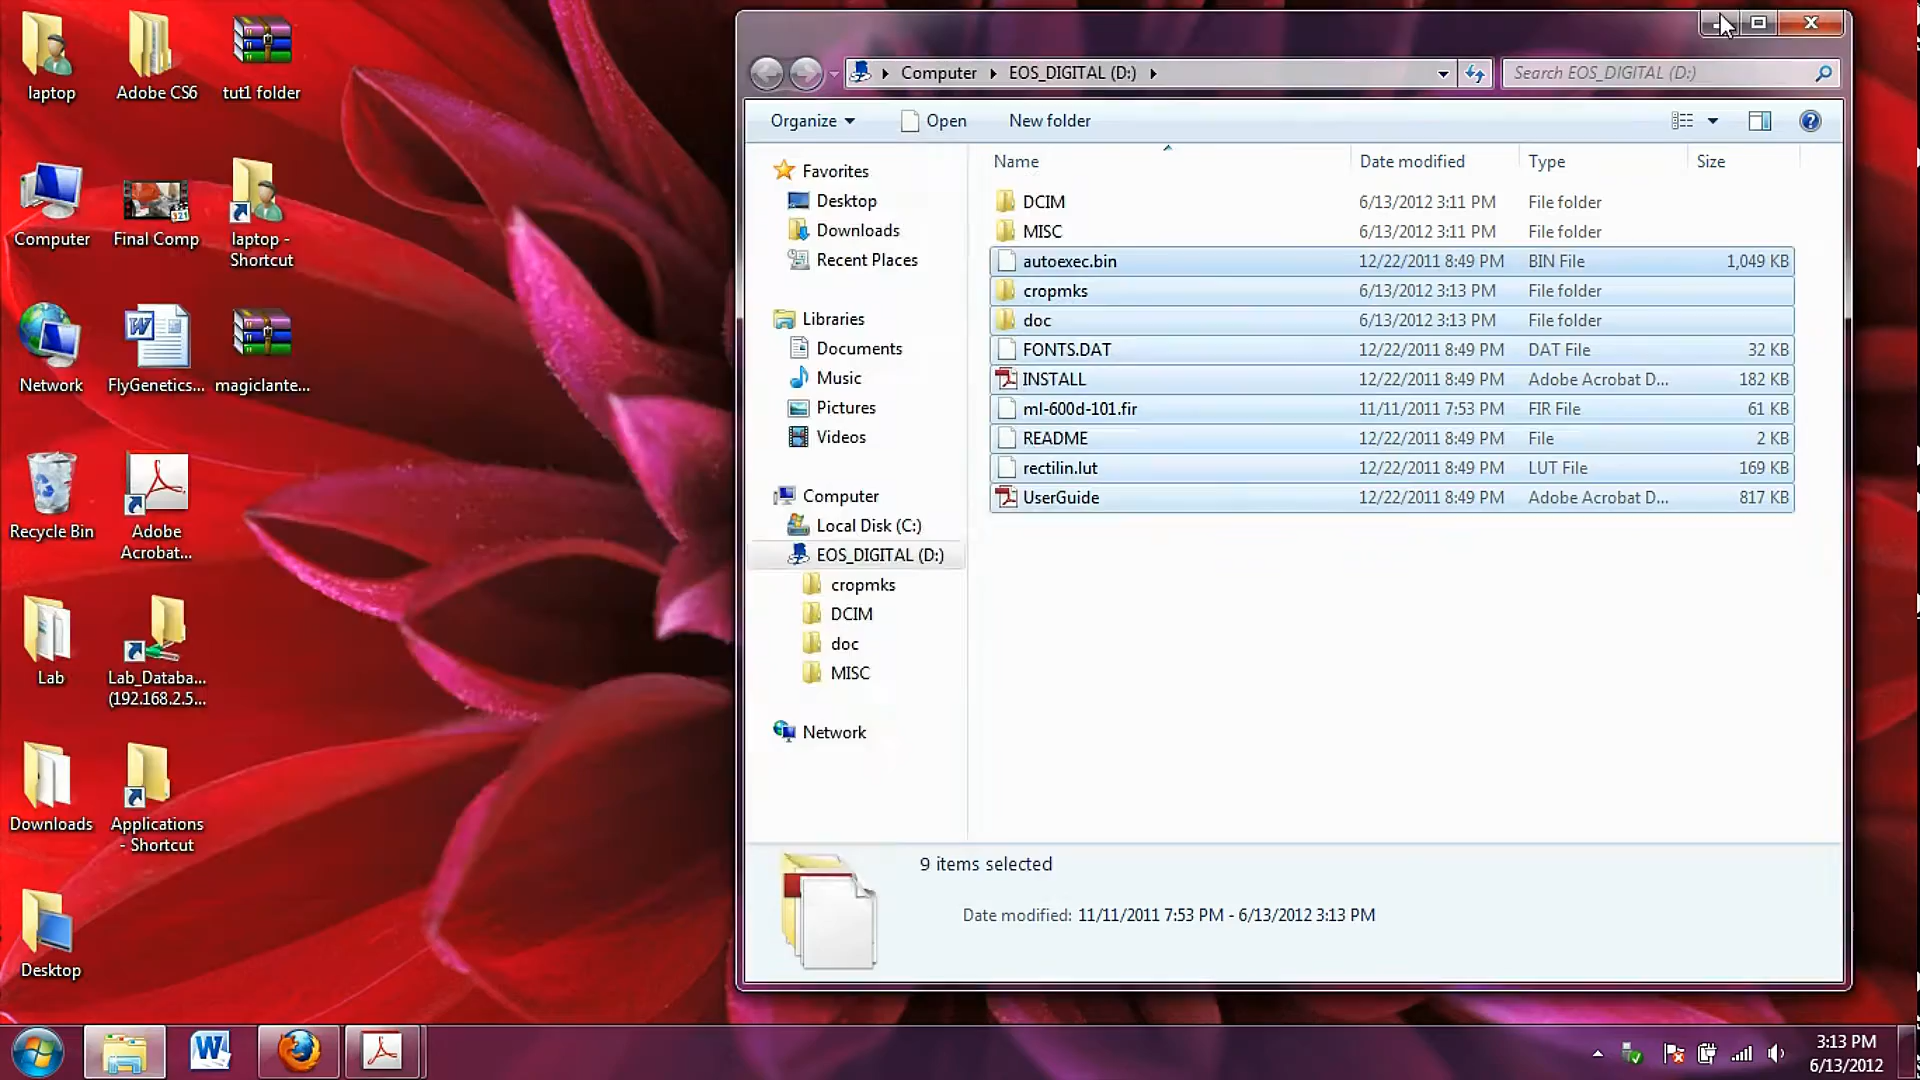 laptop
Adobe CS6
tut1 folder
Computer
Final Comp
laptop -
Shortcut
Network
FlyGenetics...
magiclante...
Recycle Bin
Adobe
Acrobat...
Lab
Lab_Databa...
(192.168.2.5...
Downloads
Applications
- Shortcut
Desktop
Computer
EOS_DIGITAL (D:)
Search EOS_DIGITAL (D:)
Organize
Open
New folder
Favorites
Desktop
Downloads
Recent Places
Libraries
Documents
Music
Pictures
Videos
Computer
Local Disk (C:)
EOS_DIGITAL (D:)
cropmks
DCIM
doc
MISC
Network
Name Date modified Type Size
DCIM 6/13/2012 3:11 PM File folder
MISC 6/13/2012 3:11 PM File folder
autoexec.bin 12/22/2011 8:49 PM BIN File 1,049 KB
cropmks 6/13/2012 3:13 PM File folder
doc 6/13/2012 3:13 PM File folder
FONTS.DAT 12/22/2011 8:49 PM DAT File 32 KB
INSTALL 12/22/2011 8:49 PM Adobe Acrobat D... 182 KB
ml-600d-101.fir 11/11/2011 7:53 PM FIR File 61 KB
README 12/22/2011 8:49 PM File 2 KB
rectilin.lut 12/22/2011 8:49 PM LUT File 169 KB
UserGuide 12/22/2011 8:49 PM Adobe Acrobat D... 817 KB
9 items selected
Date modified: 11/11/2011 7:53 PM - 6/13/2012 3:13 PM
3:13 PM
6/13/2012